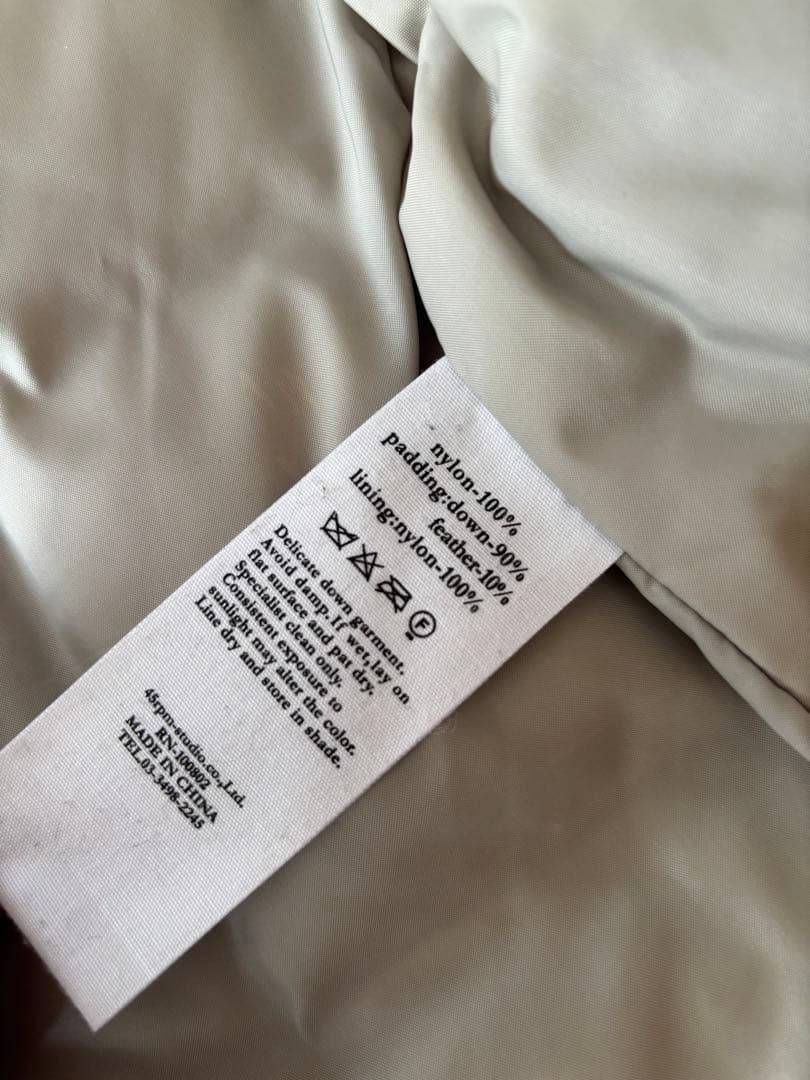 nylon-100%
padding:down-90%
feather-10%
lining:nylon-100%
F
Delicate down garment.
Avoid damp.If wet,lay on
flat surface and pat dry.
Specialist clean only.
Consistent exposure to
sunlight may alter the color.
Line dry and store in shade.
45rpm-studio.co.,Ltd.
RN-100802
MADE IN CHINA
TEL.03-3498-2245